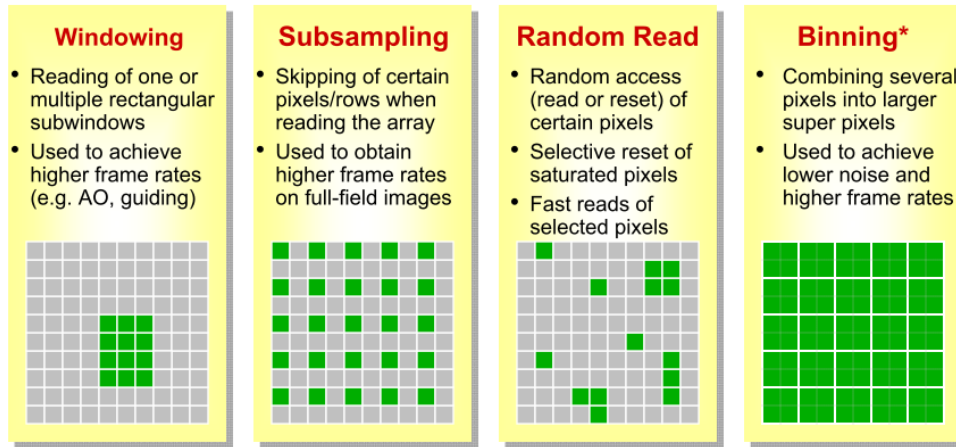 Windowing
• Reading of one or
multiple rectangular
subwindows
• Used to achieve
higher frame rates
(e.g. AO, guiding)
Subsampling
• Skipping of certain
pixels/rows when
reading the array
• Used to obtain
higher frame rates
on full-field images
Random Read
• Random access
(read or reset) of
certain pixels
• Selective reset of
saturated pixels
• Fast reads of
selected pixels
Binning*
• Combining several
pixels into larger
super pixels
• Used to achieve
lower noise and
higher frame rates